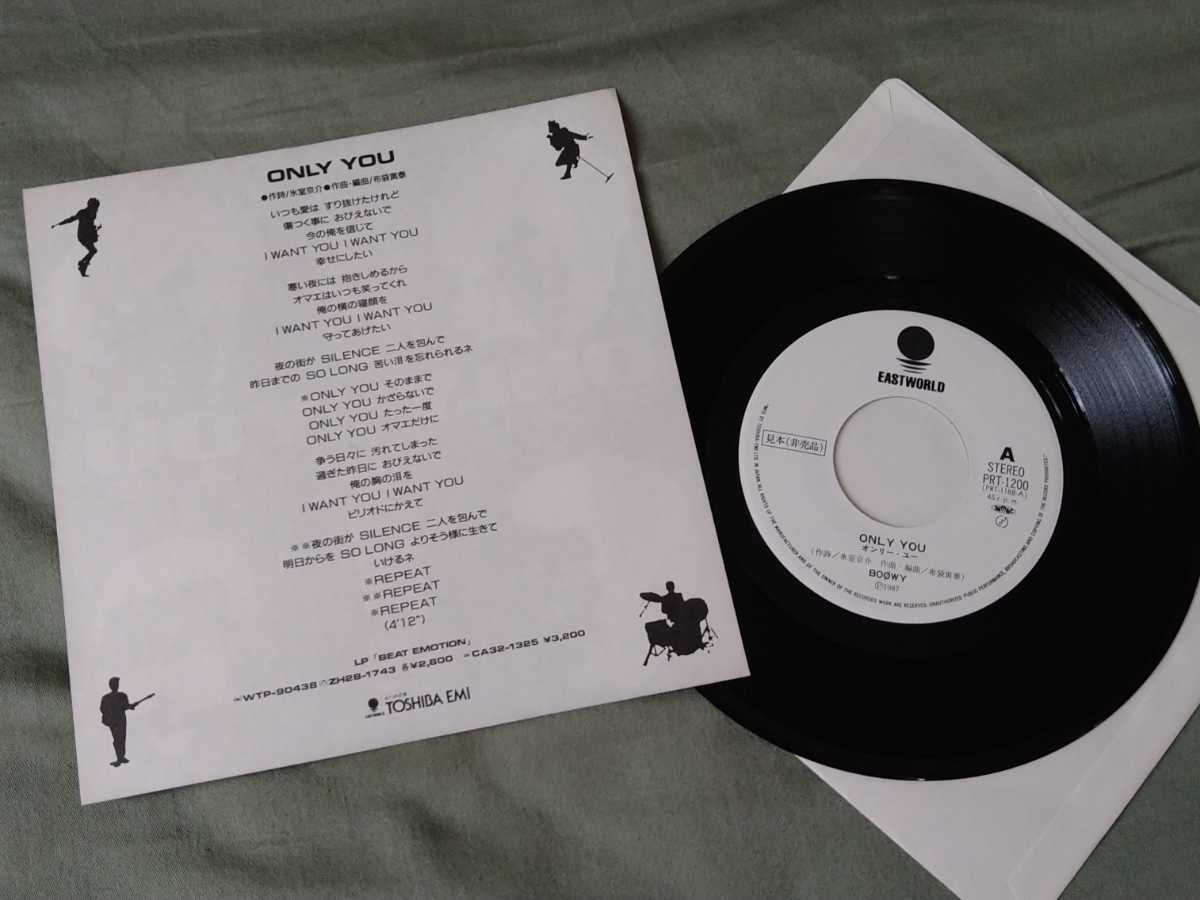 ONLY YOU
●作詩/氷室京介●作曲・編曲/布袋寅泰
いつも愛は すり抜けたけれど
傷つく事に おびえないで
今の俺を信じて
I WANT YOU I WANT YOU
幸せにしたい
寒い夜には 抱きしめるから
オマエはいつも笑ってくれ
俺の横の寝顔を
I WANT YOU I WANT YOU
守ってあげたい
夜の街が SILENCE 二人を包んで
昨日までの SO LONG 苦い泪を忘れられるネ
※ONLY YOU そのままで
ONLY YOU かざらないで
ONLY YOU たった一度
ONLY YOU オマエだけに
争う日々に 汚れてしまった
過ぎた昨日に おびえないで
俺の胸の泪を
I WANT YOU I WANT YOU
ピリオドにかえて
※※夜の街が SILENCE 二人を包んで
明日からを SO LONG よりそう様に生きて
いけるネ
※REPEAT
※※REPEAT
※REPEAT
(4'12")
LP「BEAT EMOTION」
WTP-90438 ZH28-1743 各¥2,800 CA32-1325 ¥3,200
EASTWORLD TOSHIBA EMI
EASTWORLD
見本(非売品)
A
STEREO
PRT-1200
(PRT-1188-A)
45 r.p.m.
ONLY YOU
オンリー・ユー
(作詩/氷室京介 作曲・編曲/布袋寅泰)
BOØWY
Ⓟ1987